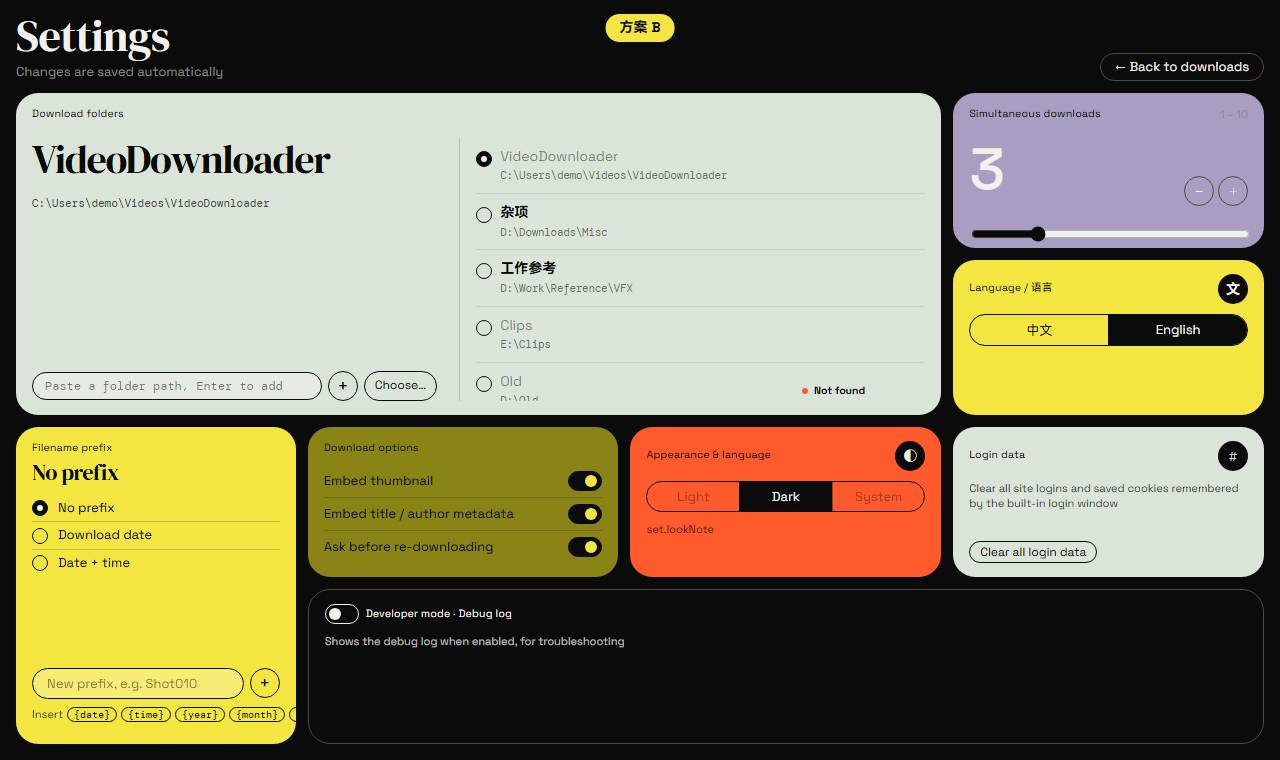 Settings
方案 B
Changes are saved automatically
← Back to downloads
Download folders
VideoDownloader
C:\Users\demo\Videos\VideoDownloader
Paste a folder path, Enter to add
+
Choose…
VideoDownloader
C:\Users\demo\Videos\VideoDownloader
杂项
D:\Downloads\Misc
工作参考
D:\Work\Reference\VFX
Clips
E:\Clips
Old
D:\Old
Not found
Simultaneous downloads
1 – 10
3
− +
Language / 语言
文
中文 English
Filename prefix
No prefix
No prefix
Download date
Date + time
New prefix, e.g. Shot010
+
Insert {date} {time} {year} {month}
Download options
Embed thumbnail
Embed title / author metadata
Ask before re-downloading
Appearance & language
Light Dark System
set.lookNote
Login data
#
Clear all site logins and saved cookies remembered
by the built-in login window
Clear all login data
Developer mode · Debug log
Shows the debug log when enabled, for troubleshooting